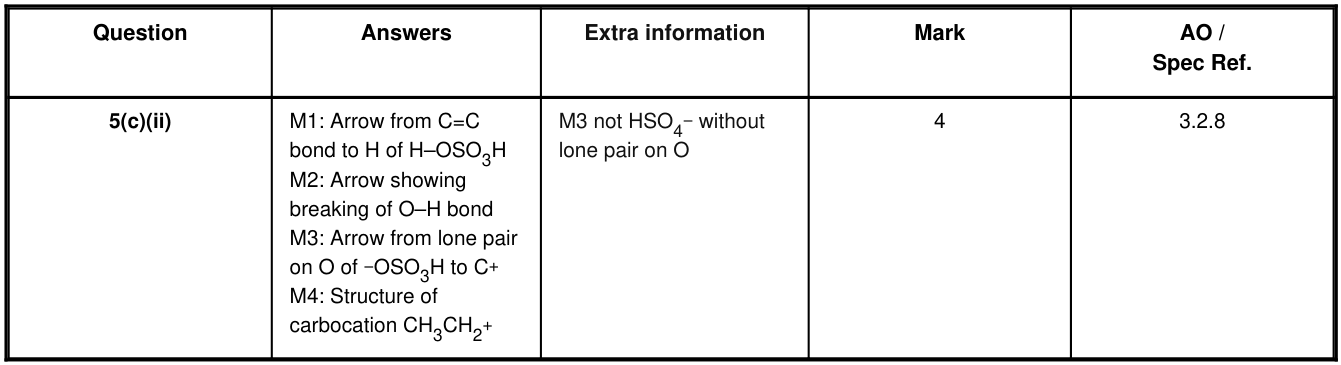 Question Answers Extra information Mark AO /
Spec Ref.
5(c)(ii) M1: Arrow from C=C M3 not HSO₄⁻ without 4 3.2.8
bond to H of H–OSO₃H lone pair on O
M2: Arrow showing
breaking of O–H bond
M3: Arrow from lone pair
on O of ⁻OSO₃H to C+
M4: Structure of
carbocation CH₃CH₂+